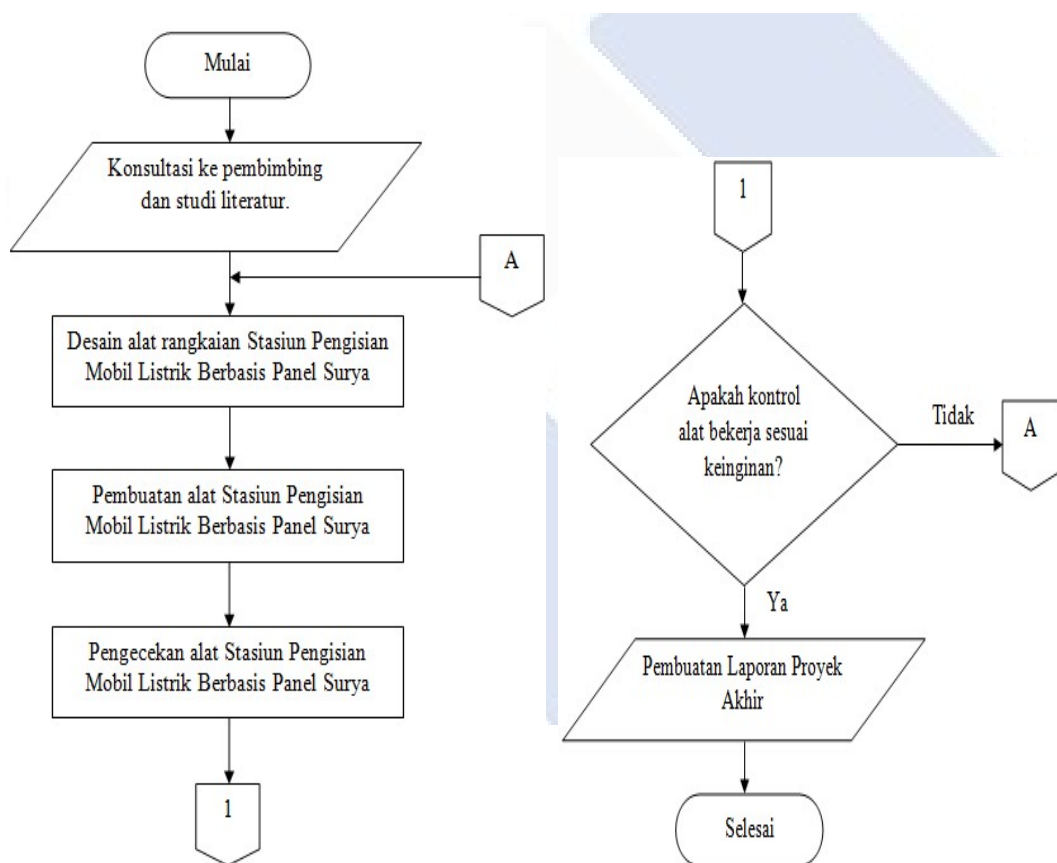 Mulai
Konsultasi ke pembimbing
dan studi literatur.
A
Desain alat rangkaian Stasiun Pengisian
Mobil Listrik Berbasis Panel Surya
Pembuatan alat Stasiun Pengisian
Mobil Listrik Berbasis Panel Surya
Pengecekan alat Stasiun Pengisian
Mobil Listrik Berbasis Panel Surya
1
1
Apakah kontrol
alat bekerja sesuai
keinginan?
Tidak
A
Ya
Pembuatan Laporan Proyek
Akhir
Selesai